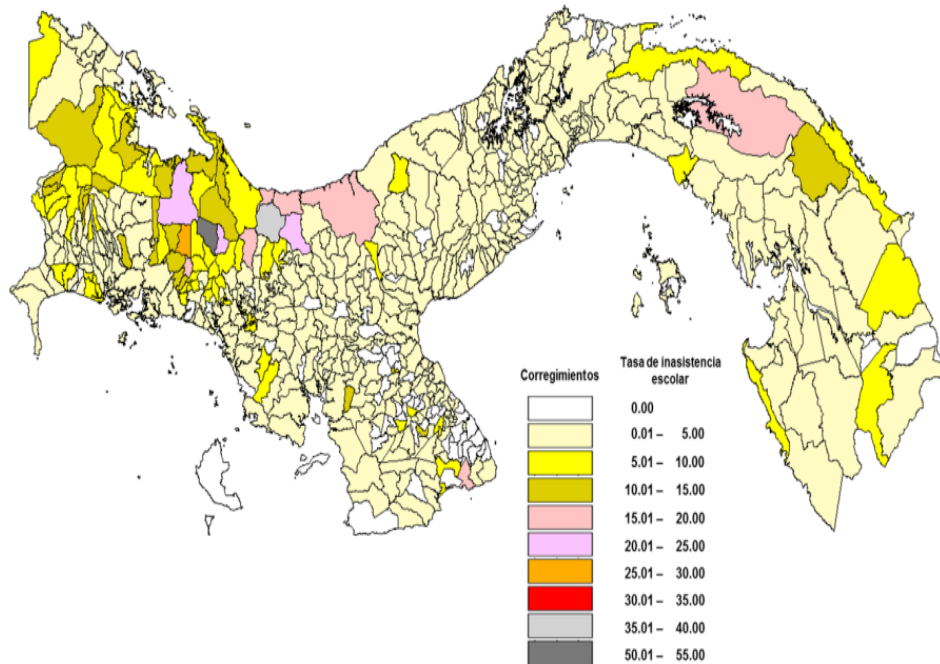 Corregimientos
Tasa de inasistencia
escolar
0.00
0.01 – 5.00
5.01 – 10.00
10.01 – 15.00
15.01 – 20.00
20.01 – 25.00
25.01 – 30.00
30.01 – 35.00
35.01 – 40.00
50.01 – 55.00